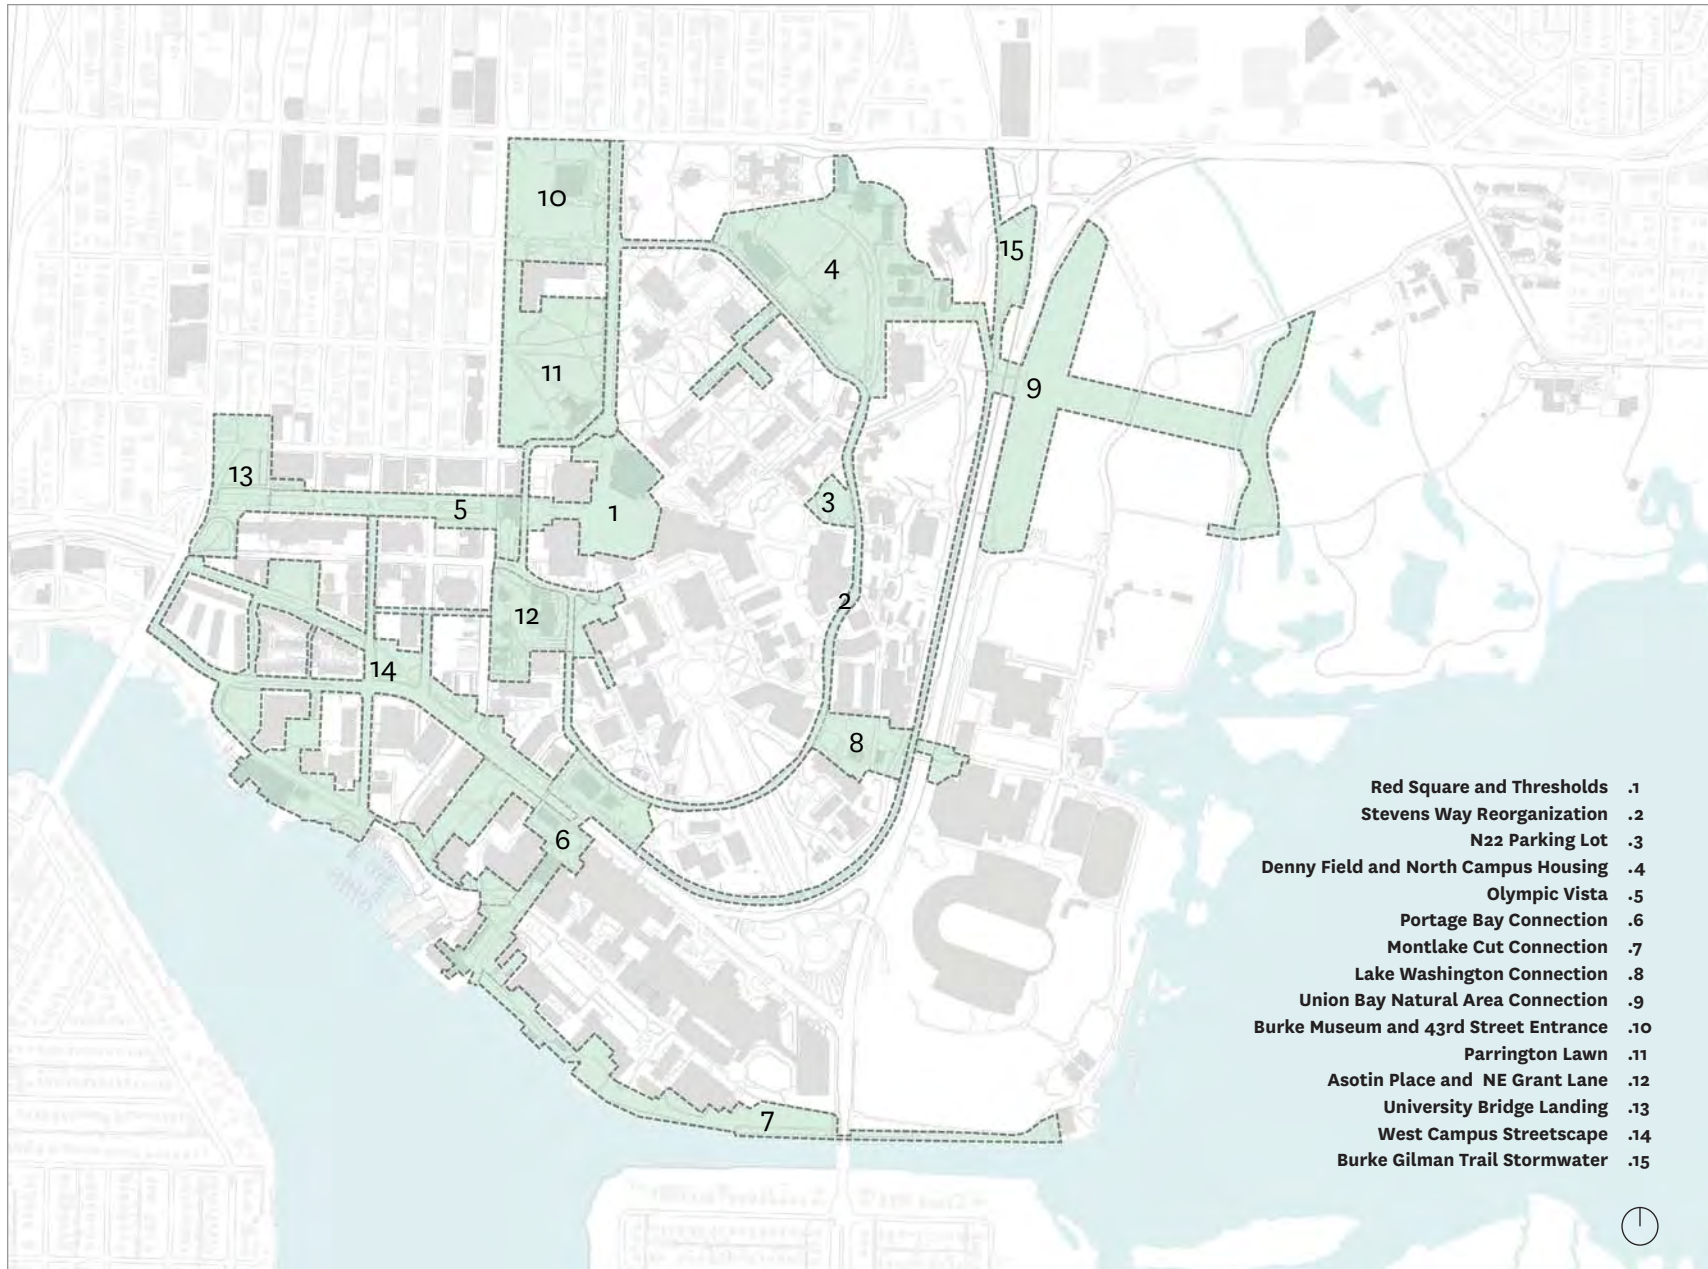 10
15
4
11
9
13
5
1
3
2
12
14
8
6
7
Red Square and Thresholds .1
Stevens Way Reorganization .2
N22 Parking Lot .3
Denny Field and North Campus Housing .4
Olympic Vista .5
Portage Bay Connection .6
Montlake Cut Connection .7
Lake Washington Connection .8
Union Bay Natural Area Connection .9
Burke Museum and 43rd Street Entrance .10
Parrington Lawn .11
Asotin Place and NE Grant Lane .12
University Bridge Landing .13
West Campus Streetscape .14
Burke Gilman Trail Stormwater .15